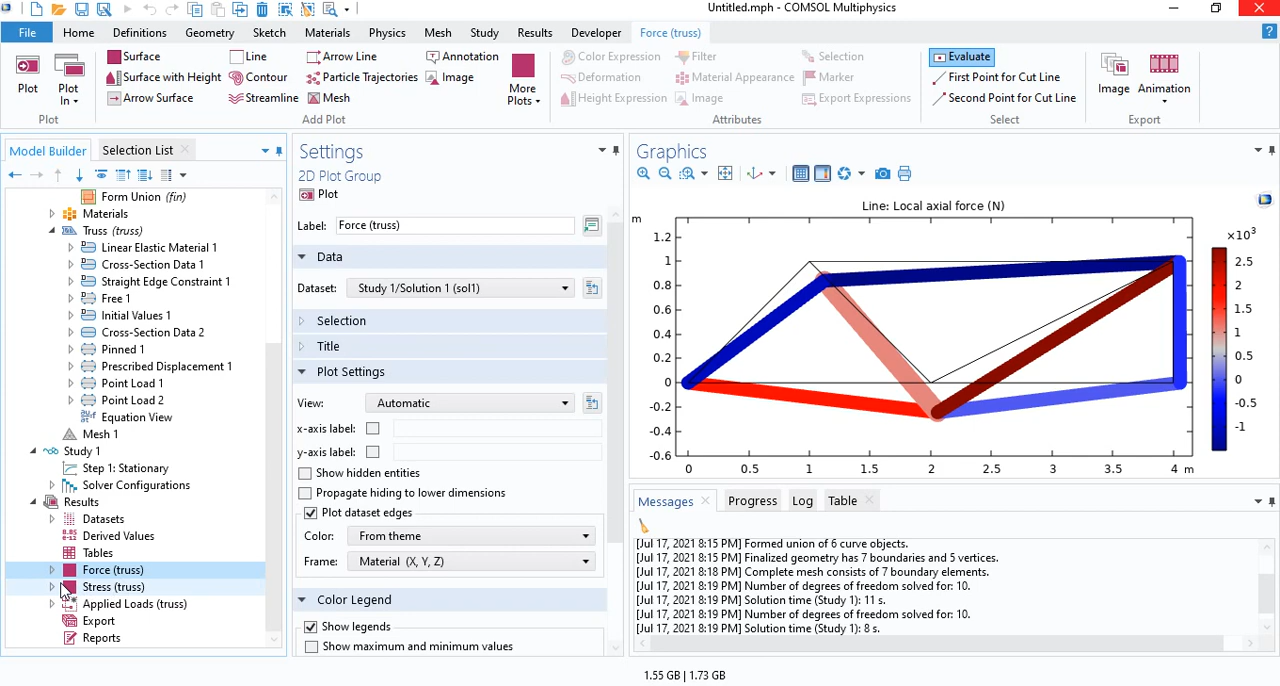 Untitled.mph - COMSOL Multiphysics
File Home Definitions Geometry Sketch Materials Physics Mesh Study Results Developer Force (truss)
Surface Line Arrow Line Annotation Color Expression Filter Selection Evaluate
Surface with Height Contour Particle Trajectories Image Deformation Material Appearance Marker First Point for Cut Line
Arrow Surface Streamline Mesh Height Expression Image Export Expressions Second Point for Cut Line
Plot Plot In More Plots Image Animation
Plot Add Plot Attributes Select Export
Model Builder Selection List
Form Union (fin)
Materials
Truss (truss)
Linear Elastic Material 1
Cross-Section Data 1
Straight Edge Constraint 1
Free 1
Initial Values 1
Cross-Section Data 2
Pinned 1
Prescribed Displacement 1
Point Load 1
Point Load 2
Equation View
Mesh 1
Study 1
Step 1: Stationary
Solver Configurations
Results
Datasets
Derived Values
Tables
Force (truss)
Stress (truss)
Applied Loads (truss)
Export
Reports
Settings
2D Plot Group
Plot
Label: Force (truss)
Data
Dataset: Study 1/Solution 1 (sol1)
Selection
Title
Plot Settings
View: Automatic
x-axis label:
y-axis label:
Show hidden entities
Propagate hiding to lower dimensions
Plot dataset edges
Color: From theme
Frame: Material (X, Y, Z)
Color Legend
Show legends
Show maximum and minimum values
Graphics
Line: Local axial force (N)
m
1.2
1
0.8
0.6
0.4
0.2
0
-0.2
-0.4
-0.6
0 0.5 1 1.5 2 2.5 3 3.5 4 m
×10³
2.5
2
1.5
1
0.5
0
-0.5
-1
Messages Progress Log Table
[Jul 17, 2021 8:15 PM] Formed union of 6 curve objects.
[Jul 17, 2021 8:15 PM] Finalized geometry has 7 boundaries and 5 vertices.
[Jul 17, 2021 8:18 PM] Complete mesh consists of 7 boundary elements.
[Jul 17, 2021 8:19 PM] Number of degrees of freedom solved for: 10.
[Jul 17, 2021 8:19 PM] Solution time (Study 1): 11 s.
[Jul 17, 2021 8:19 PM] Number of degrees of freedom solved for: 10.
[Jul 17, 2021 8:19 PM] Solution time (Study 1): 8 s.
1.55 GB | 1.73 GB